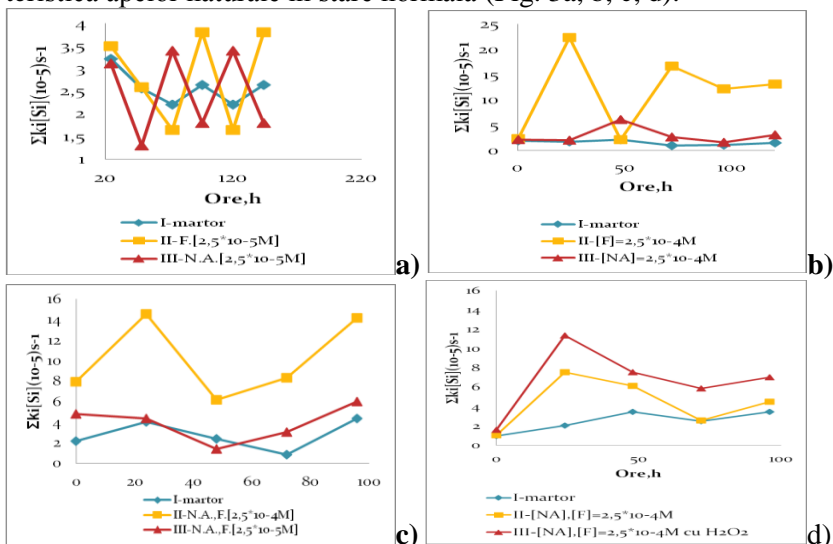 teristica apelor naturale în stare normală (Fig. 3a, b, c, d).
Σki[Si](10-5)s-1
4
3,5
3
2,5
2
1,5
1
20 120 220
Ore,h
I-martor
II-F.[2,5*10-5M]
III-N.A.[2,5*10-5M]
a)
Σki[Si](10-5)s-1
25
20
15
10
5
0
0 50 100
Ore,h
I-martor
II-[F]=2,5*10-4M
III-[NA]=2,5*10-4M
b)
Σki[Si](10-5)s-1
16
14
12
10
8
6
4
2
0
0 20 40 60 80 100
I-martor
II-N.A.,F.[2,5*10-4M]
III-N.A.,F.[2,5*10-5M]
c)
Σki[Si](10-5)s-1
16
14
12
10
8
6
4
2
0
0 50 100
Ore,h
I-martor
II-[NA],[F]=2,5*10-4M
III-[NA],[F]=2,5*10-4M cu H2O2
d)